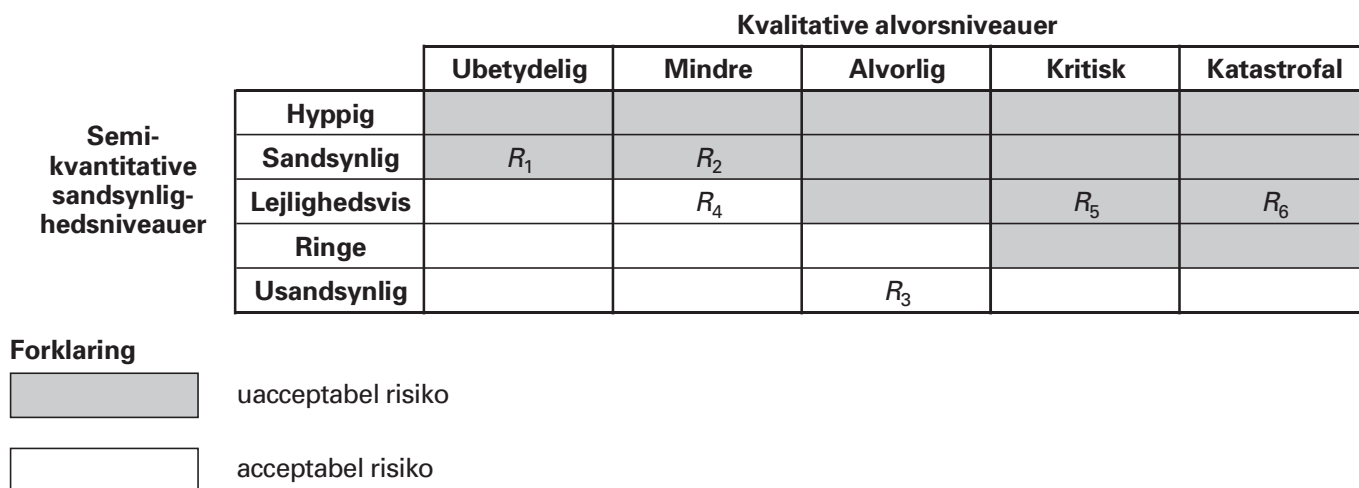 Kvalitative alvorsniveauer
Ubetydelig Mindre Alvorlig Kritisk Katastrofal
Semi-
kvantitative
sandsynlig-
hedsniveauer
Hyppig
Sandsynlig R1 R2
Lejlighedsvis R4 R5 R6
Ringe
Usandsynlig R3
Forklaring
uacceptabel risiko
acceptabel risiko